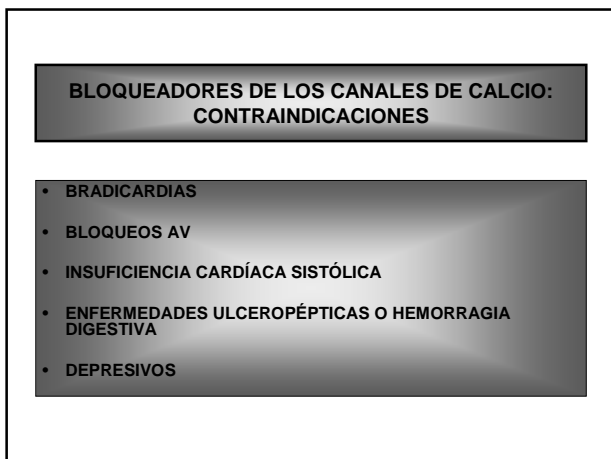 BLOQUEADORES DE LOS CANALES DE CALCIO:
CONTRAINDICACIONES
• BRADICARDIAS
• BLOQUEOS AV
• INSUFICIENCIA CARDÍACA SISTÓLICA
• ENFERMEDADES ULCEROPÉPTICAS O HEMORRAGIA
DIGESTIVA
• DEPRESIVOS